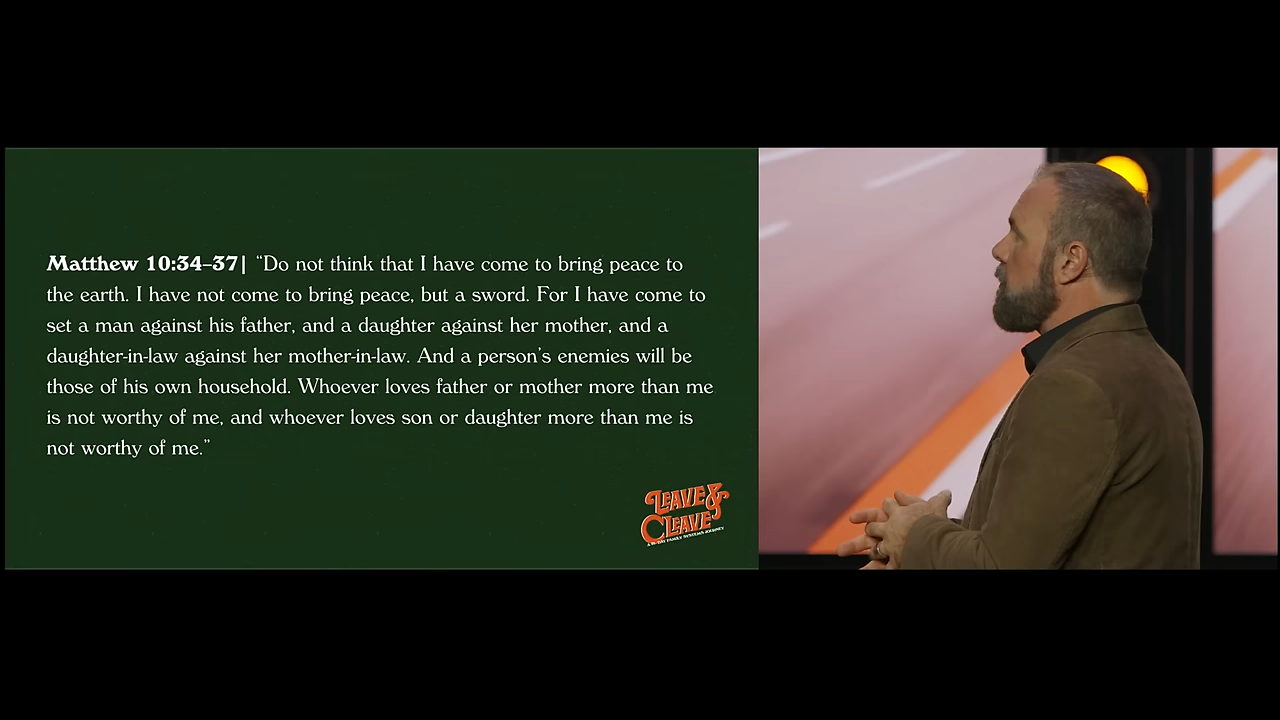 Matthew 10:34–37| “Do not think that I have come to bring peace to
the earth. I have not come to bring peace, but a sword. For I have come to
set a man against his father, and a daughter against her mother, and a
daughter-in-law against her mother-in-law. And a person’s enemies will be
those of his own household. Whoever loves father or mother more than me
is not worthy of me, and whoever loves son or daughter more than me is
not worthy of me.”
LEAVE &
CLEAVE